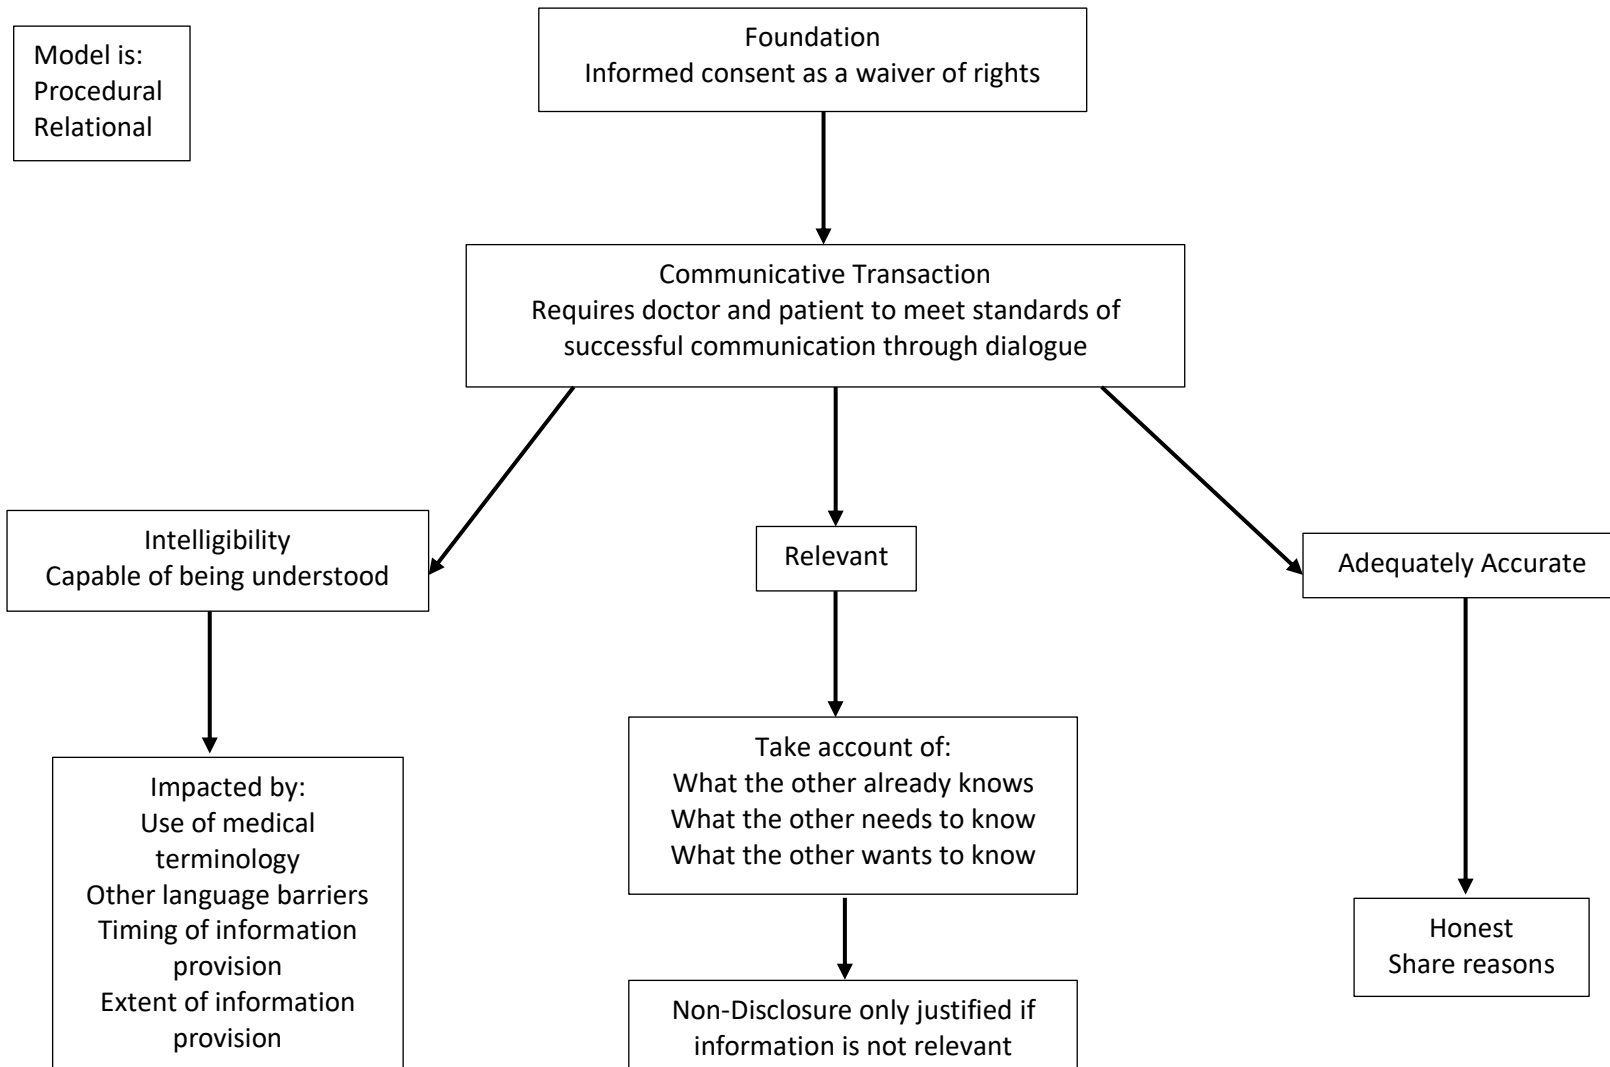 Model is:
Procedural
Relational
Foundation
Informed consent as a waiver of rights
Communicative Transaction
Requires doctor and patient to meet standards of
successful communication through dialogue
Intelligibility
Capable of being understood
Relevant
Adequately Accurate
Impacted by:
Use of medical
terminology
Other language barriers
Timing of information
provision
Extent of information
provision
Take account of:
What the other already knows
What the other needs to know
What the other wants to know
Non-Disclosure only justified if
information is not relevant
Honest
Share reasons